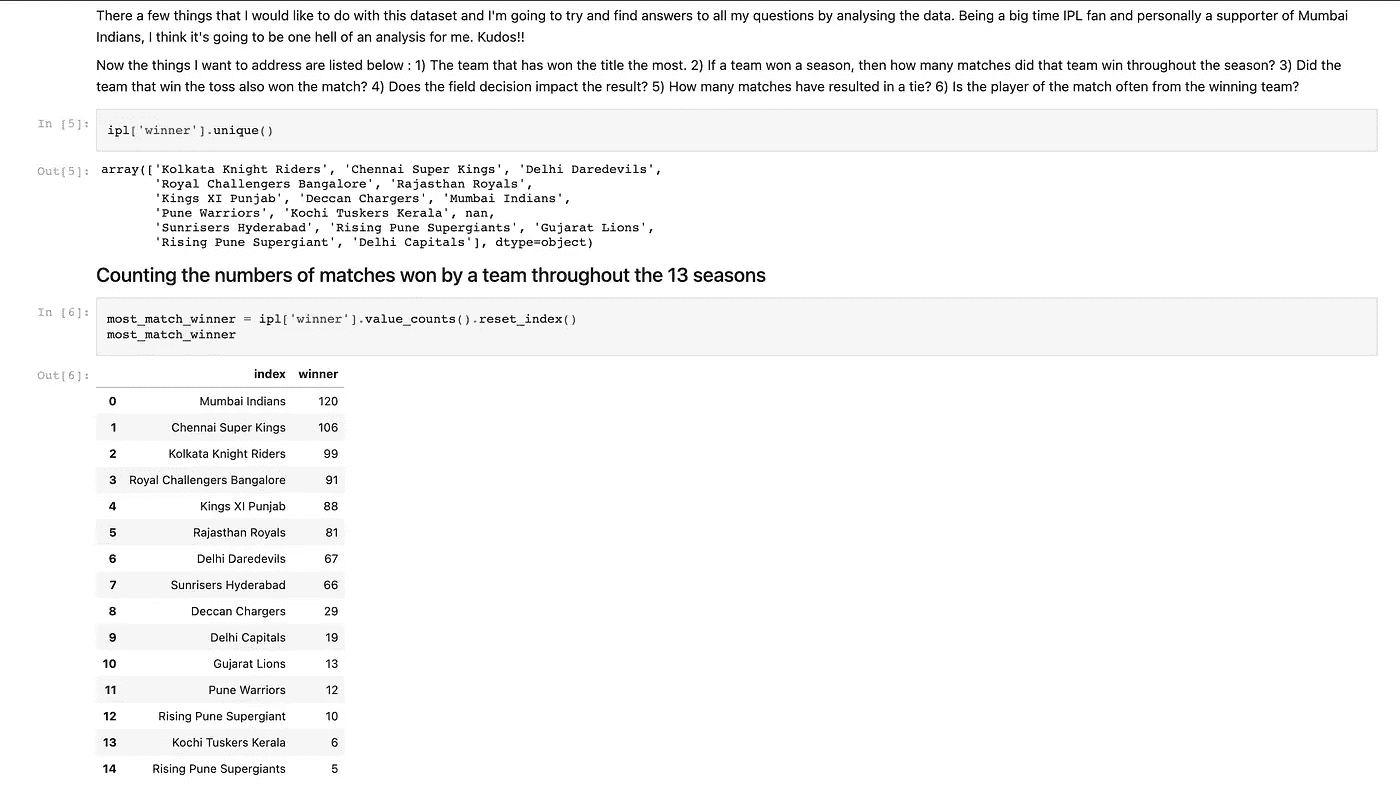 There a few things that I would like to do with this dataset and I'm going to try and find answers to all my questions by analysing the data. Being a big time IPL fan and personally a supporter of Mumbai
Indians, I think it's going to be one hell of an analysis for me. Kudos!!
Now the things I want to address are listed below : 1) The team that has won the title the most. 2) If a team won a season, then how many matches did that team win throughout the season? 3) Did the
team that win the toss also won the match? 4) Does the field decision impact the result? 5) How many matches have resulted in a tie? 6) Is the player of the match often from the winning team?
In [5]: ipl['winner'].unique()
Out[5]: array(['Kolkata Knight Riders', 'Chennai Super Kings', 'Delhi Daredevils',
'Royal Challengers Bangalore', 'Rajasthan Royals',
'Kings XI Punjab', 'Deccan Chargers', 'Mumbai Indians',
'Pune Warriors', 'Kochi Tuskers Kerala', nan,
'Sunrisers Hyderabad', 'Rising Pune Supergiants', 'Gujarat Lions',
'Rising Pune Supergiant', 'Delhi Capitals'], dtype=object)
Counting the numbers of matches won by a team throughout the 13 seasons
In [6]: most_match_winner = ipl['winner'].value_counts().reset_index()
most_match_winner
Out[6]: index winner
0 Mumbai Indians 120
1 Chennai Super Kings 106
2 Kolkata Knight Riders 99
3 Royal Challengers Bangalore 91
4 Kings XI Punjab 88
5 Rajasthan Royals 81
6 Delhi Daredevils 67
7 Sunrisers Hyderabad 66
8 Deccan Chargers 29
9 Delhi Capitals 19
10 Gujarat Lions 13
11 Pune Warriors 12
12 Rising Pune Supergiant 10
13 Kochi Tuskers Kerala 6
14 Rising Pune Supergiants 5